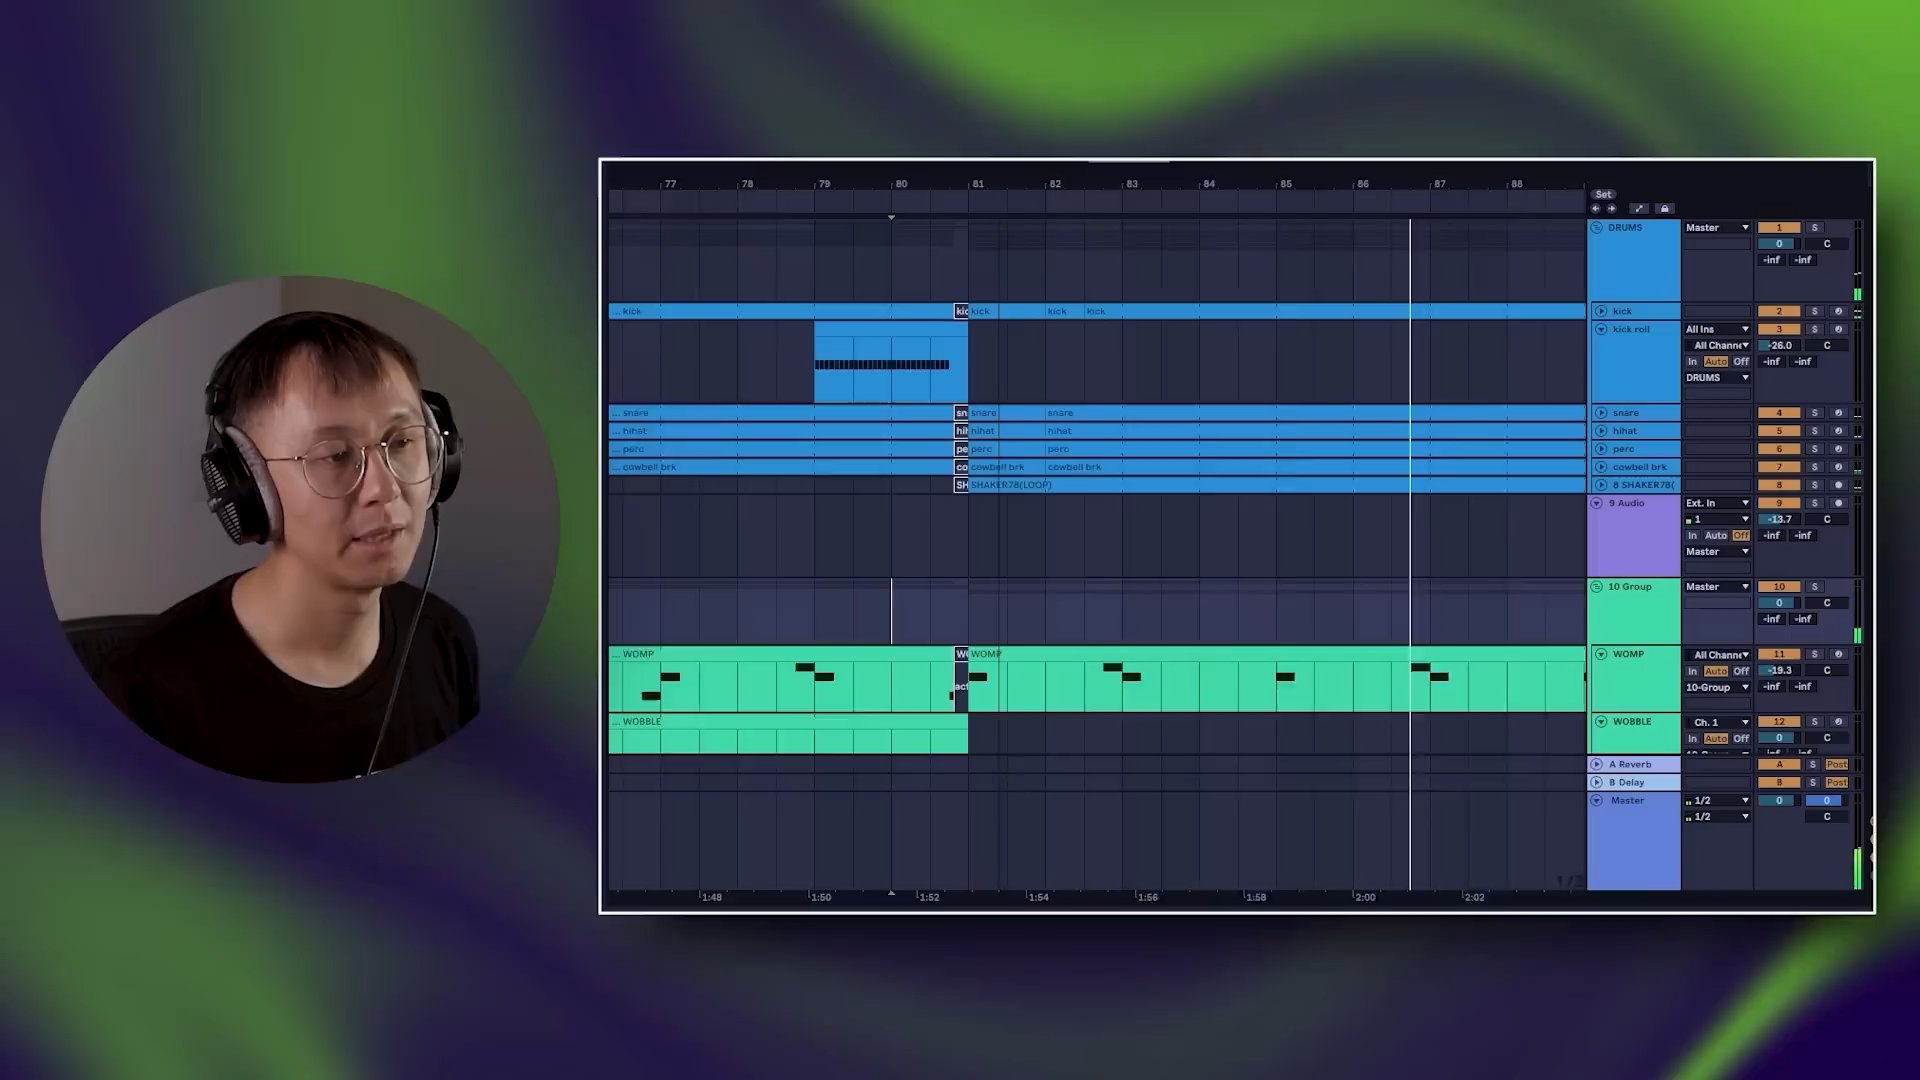 77 78 79 80 81 82 83 84 85 86 87 88
Set
DRUMS Master 1 S
0 C
-inf -inf
... kick kic kick kick kick kick 2 S
kick roll All Ins 3 S
All Channe -26.0 C
In Auto Off -inf -inf
DRUMS
... snare sn snare snare snare 4 S
... hihat hil hihat hihat hihat 5 S
... perc pe perc perc perc 6 S
... cowbell brk co cowbell brk cowbell brk cowbell brk 7 S
SH SHAKER78(LOOP) 8 SHAKER78( 8 S
9 Audio Ext. In 9 S
1 -13.7 C
In Auto Off -inf -inf
Master
10 Group Master 10 S
0 C
-inf -inf
... WOMP WOMP WOMP All Channe 11 S
In Auto Off -19.3 C
act 10-Group -inf -inf
... WOBBLE WOBBLE Ch. 1 12 S
In Auto Off 0 C
A Reverb A S Post
B Delay B S Post
Master 1/2 0 0
1/2 C
1:48 1:50 1:52 1:54 1:56 1:58 2:00 2:02